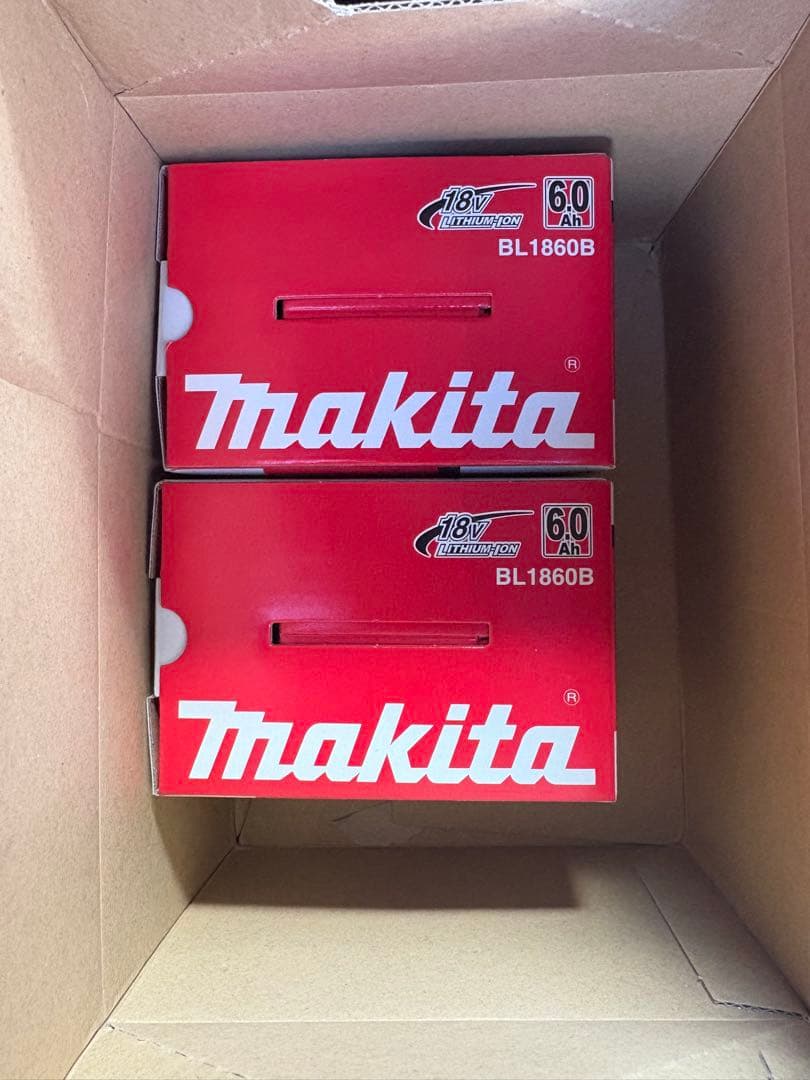 18V
LITHIUM-ION
6.0
Ah
BL1860B
makita
®
18V
LITHIUM-ION
6.0
Ah
BL1860B
makita
®